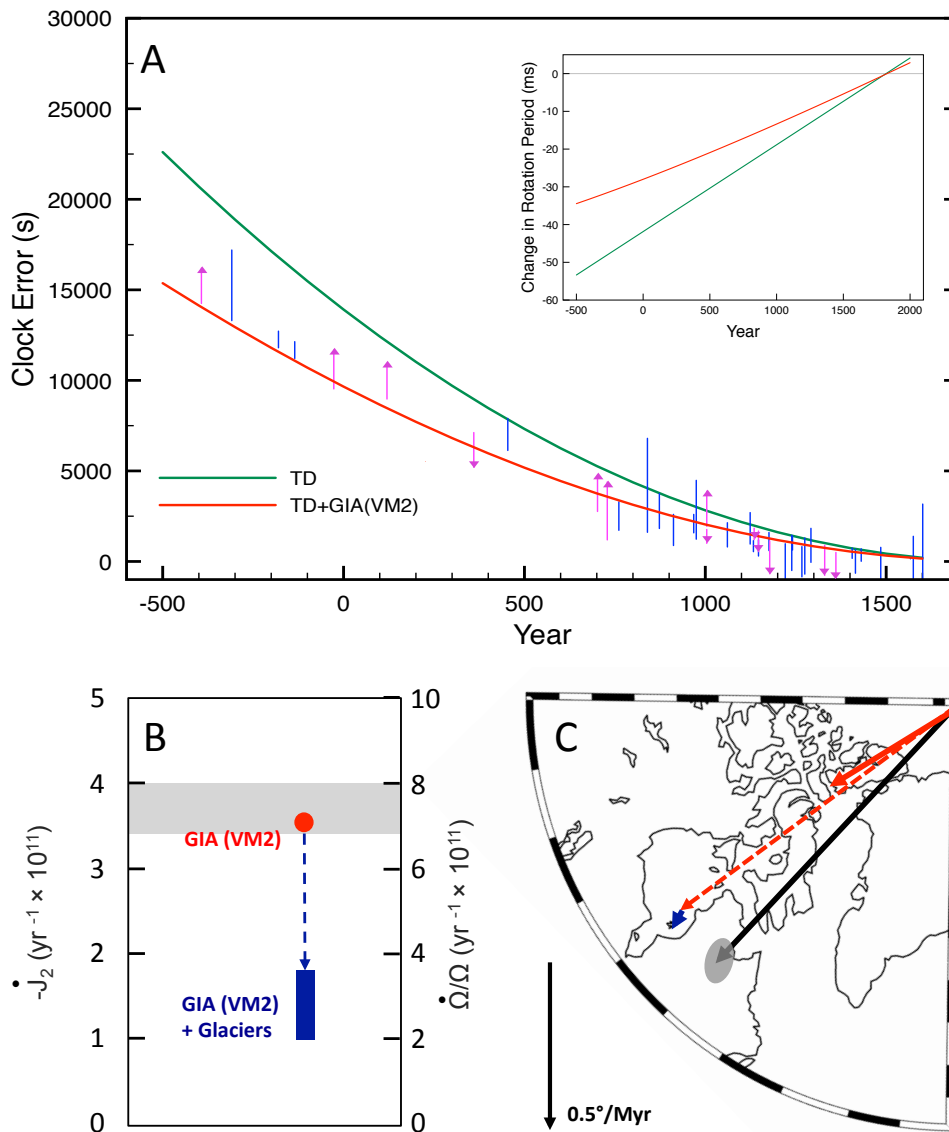 A
30000
25000
20000
15000
10000
5000
0
Clock Error (s)
-500 0 500 1000 1500
Year
TD
TD+GIA(VM2)
0
-10
-20
-30
-40
-50
-60
Change in Rotation Period (ms)
-500 0 500 1000 1500 2000
Year
B
5
4
3
2
1
0
-J̇₂ (yr⁻¹ × 10¹¹)
GIA (VM2)
GIA (VM2)
+ Glaciers
10
8
6
4
2
0
Ω̇/Ω (yr⁻¹ × 10¹¹)
C
0.5°/Myr